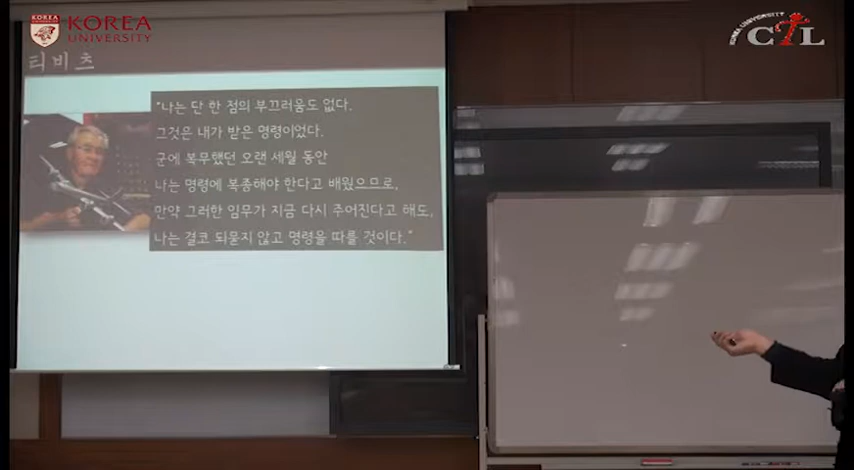 KOREA
UNIVERSITY
KOREA UNIVERSITY
CTL
티비츠
"나는 단 한 점의 부끄러움도 없다.
그것은 내가 받은 명령이었다.
군에 복무했던 오랜 세월 동안
나는 명령에 복종해야 한다고 배웠으므로,
만약 그러한 임무가 지금 다시 주어진다고 해도,
나는 결코 되묻지 않고 명령을 따를 것이다."